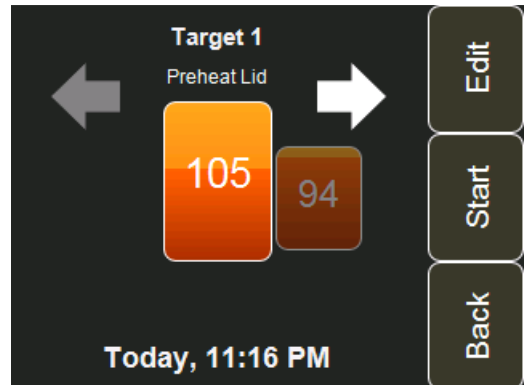 Target 1
Preheat Lid
105
94
Today, 11:16 PM
Edit
Start
Back